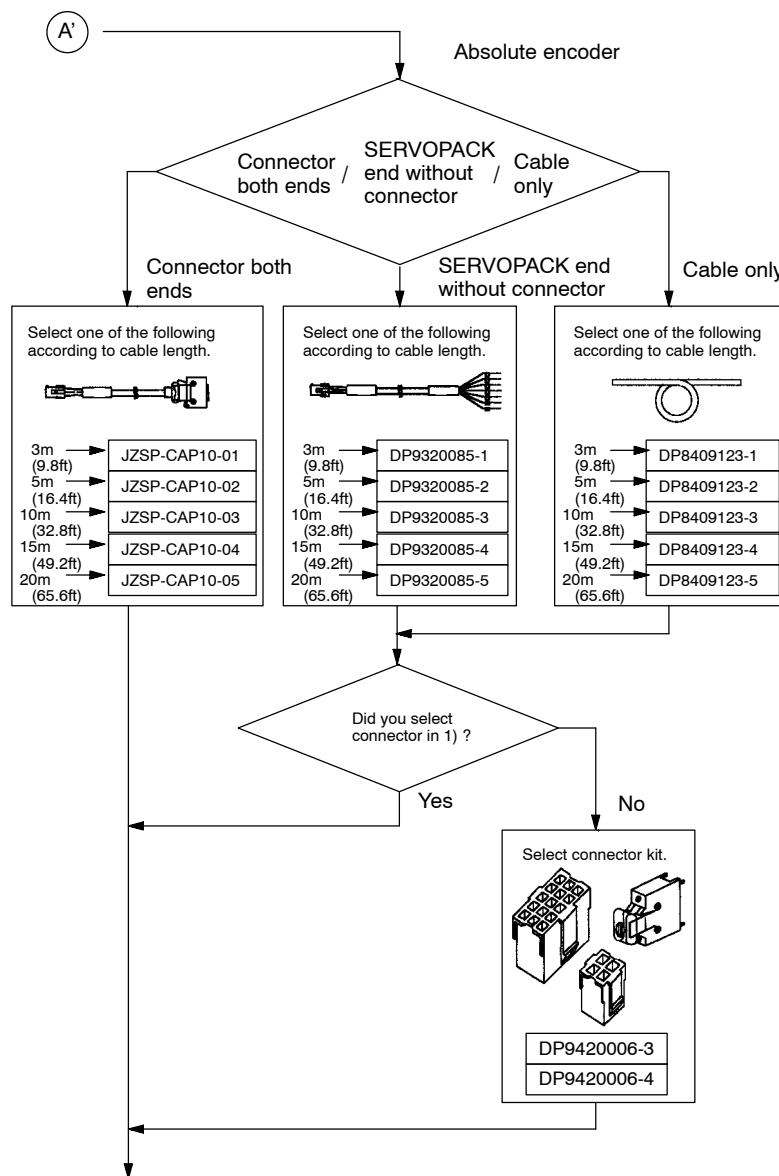 A'
Absolute encoder
Connector
both ends
/
SERVOPACK
end without
connector
/
Cable
only
Connector both
ends
SERVOPACK end
without connector
Cable only
Select one of the following
according to cable length.
3m
(9.8ft)
JZSP-CAP10-01
5m
(16.4ft)
JZSP-CAP10-02
10m
(32.8ft)
JZSP-CAP10-03
15m
(49.2ft)
JZSP-CAP10-04
20m
(65.6ft)
JZSP-CAP10-05
Select one of the following
according to cable length.
3m
(9.8ft)
DP9320085-1
5m
(16.4ft)
DP9320085-2
10m
(32.8ft)
DP9320085-3
15m
(49.2ft)
DP9320085-4
20m
(65.6ft)
DP9320085-5
Select one of the following
according to cable length.
3m
(9.8ft)
DP8409123-1
5m
(16.4ft)
DP8409123-2
10m
(32.8ft)
DP8409123-3
15m
(49.2ft)
DP8409123-4
20m
(65.6ft)
DP8409123-5
Did you select
connector in 1) ?
Yes
No
Select connector kit.
DP9420006-3
DP9420006-4